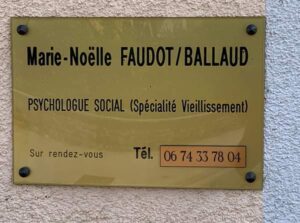 Marie-Noëlle FAUDOT/BALLAUD
PSYCHOLOGUE SOCIAL (Spécialité Vieillissement)
Sur rendez-vous Tél. 06 74 33 78 04